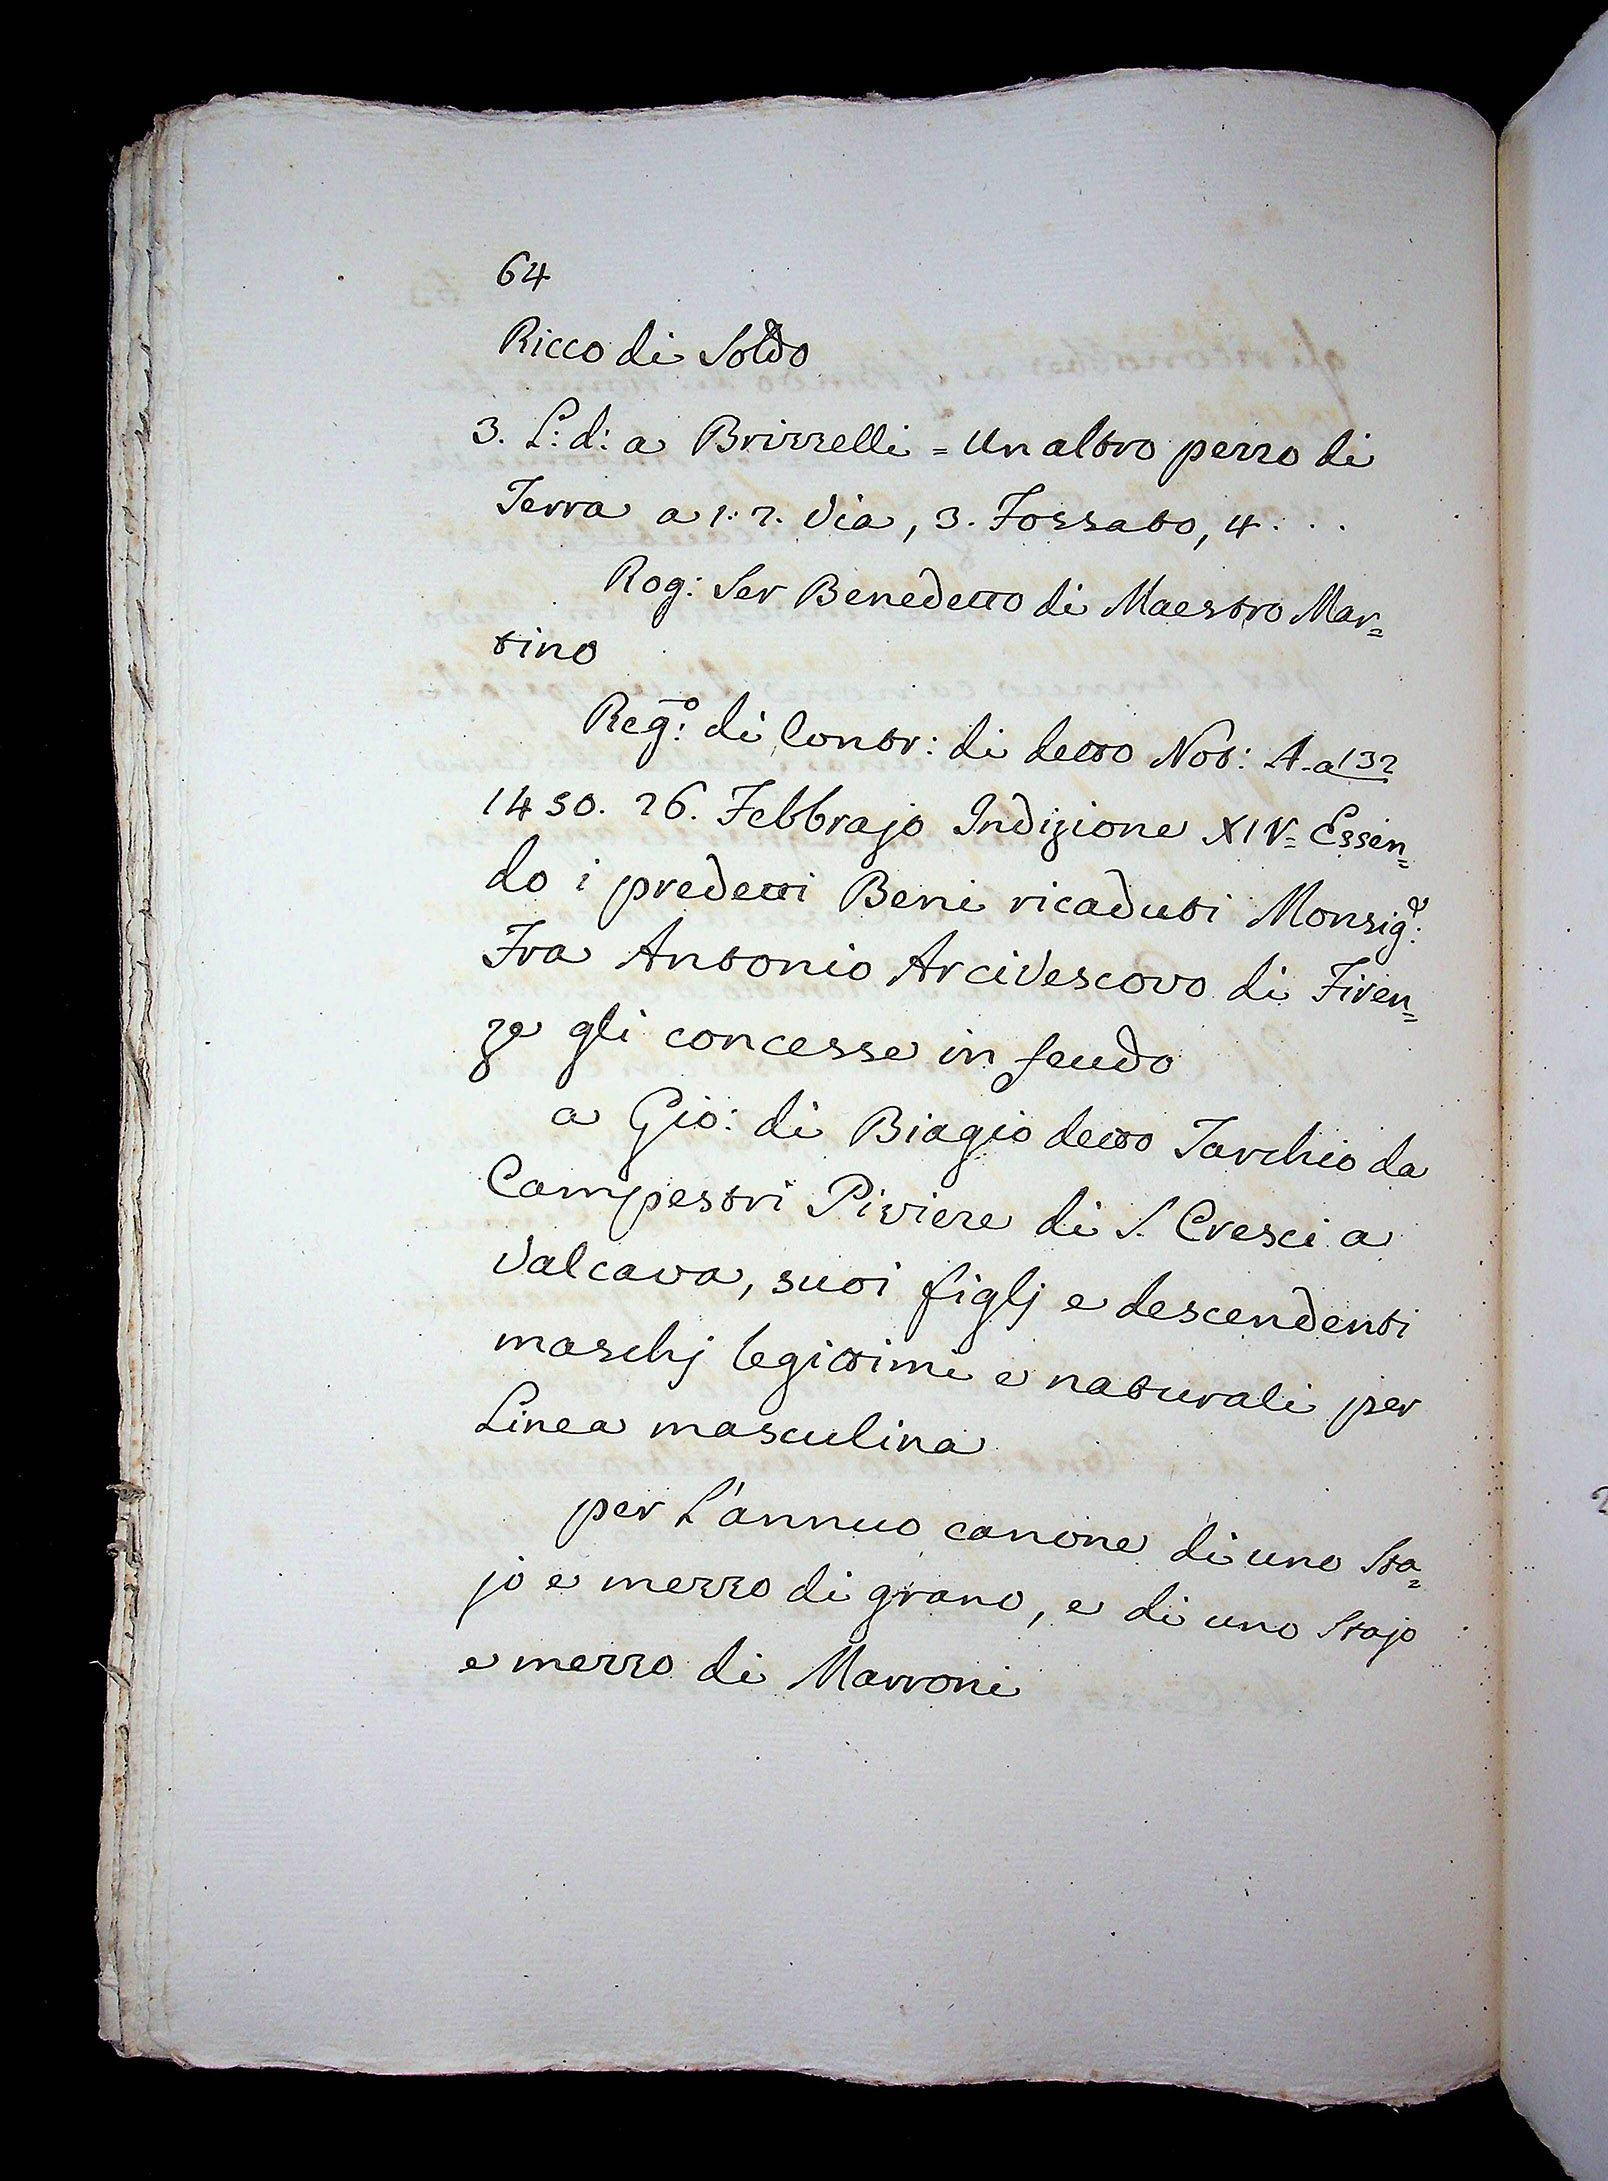 64
Ricco di Soldo
3. L: d: a Brizzelli = Un altro pezzo di
Terra a 1: 2. Via, 3. Fossato, 4 . . .
Rog: Ser Benedetto di Maestro Mar=
tino
Reg:º di Contr: di detto Not: A. a 132
1450. 26. Febbrajo Indizione XIV= Essen=
do i predetti Beni ricaduti Monsig:e
Fra Antonio Arcivescovo di Firen=
ze gli concesse in feudo
a Gio: di Biagio detto Tarchio da
Campestri Piviere di S. Cresci a
Valcava, suoi figlj e descendenti
maschj legittimi e naturali per
Linea masculina
per L'annuo canone di uno Sta=
jo e mezzo di grano, e di uno Stajo
e mezzo di Marroni